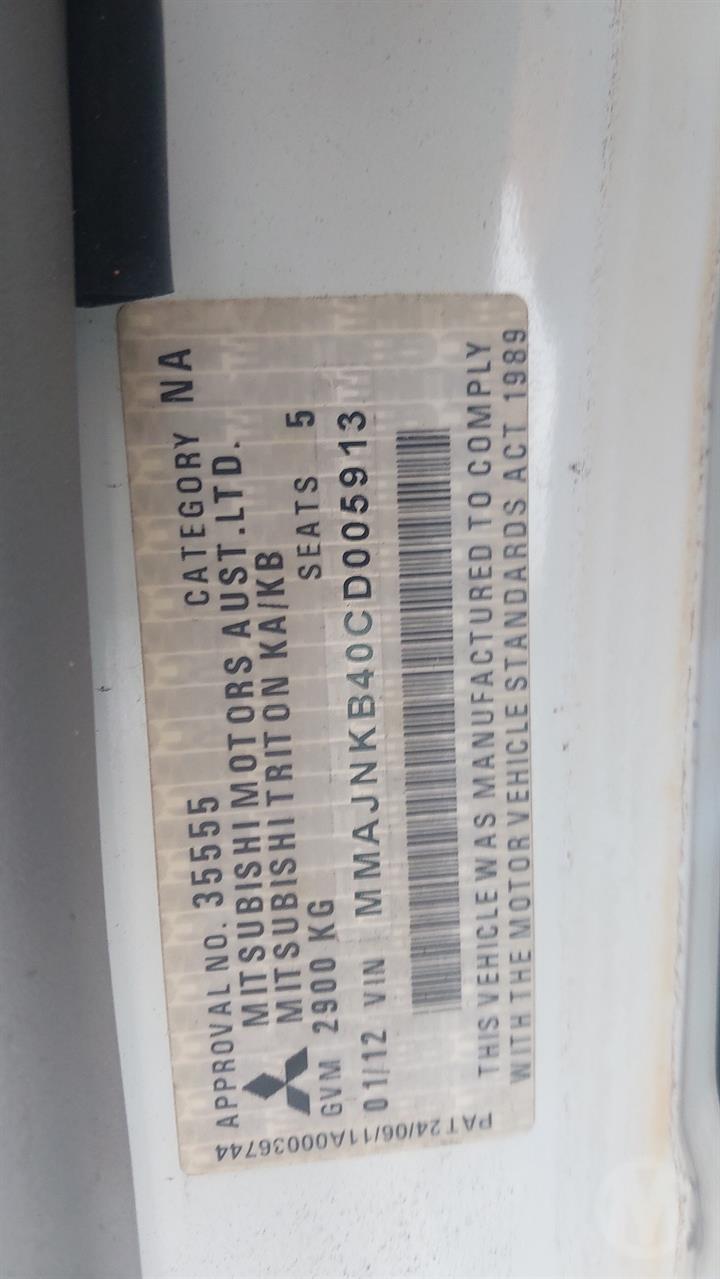 APPROVAL NO. 35555 CATEGORY NA
MITSUBISHI MOTORS AUST.LTD.
MITSUBISHI TRITON KA/KB
GVM 2900 KG SEATS 5
01/12 VIN MMAJNKB40CD005913
THIS VEHICLE WAS MANUFACTURED TO COMPLY
WITH THE MOTOR VEHICLE STANDARDS ACT 1989
PAT24/06/11A00036744
M